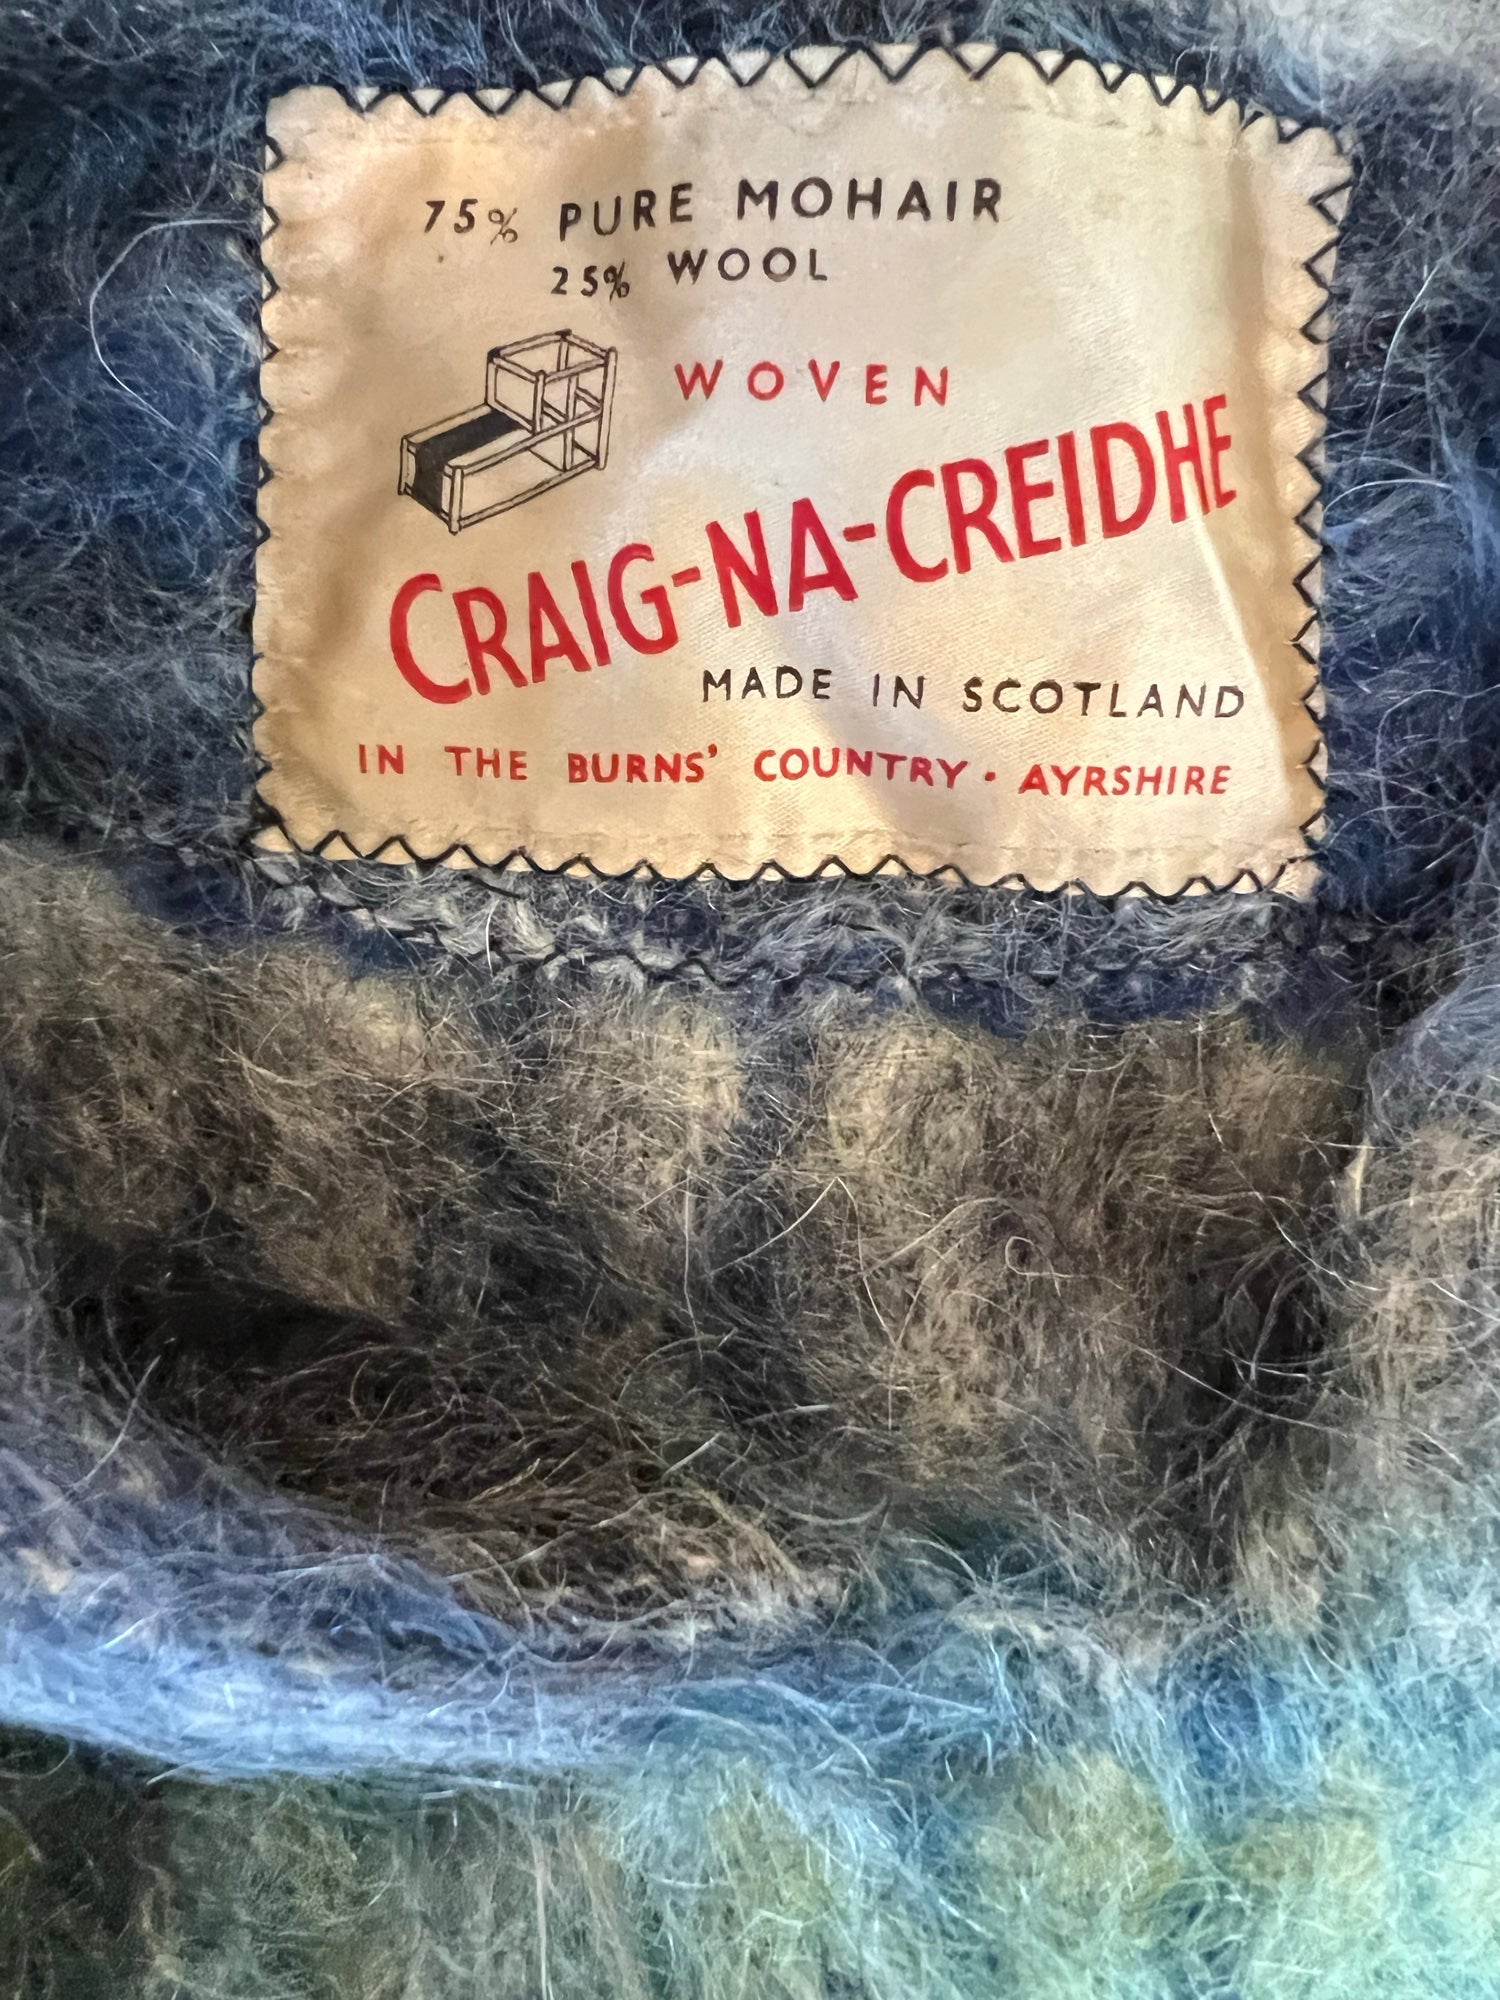 75% PURE MOHAIR
25% WOOL
WOVEN
CRAIG-NA-CREIDHE
MADE IN SCOTLAND
IN THE BURNS' COUNTRY · AYRSHIRE